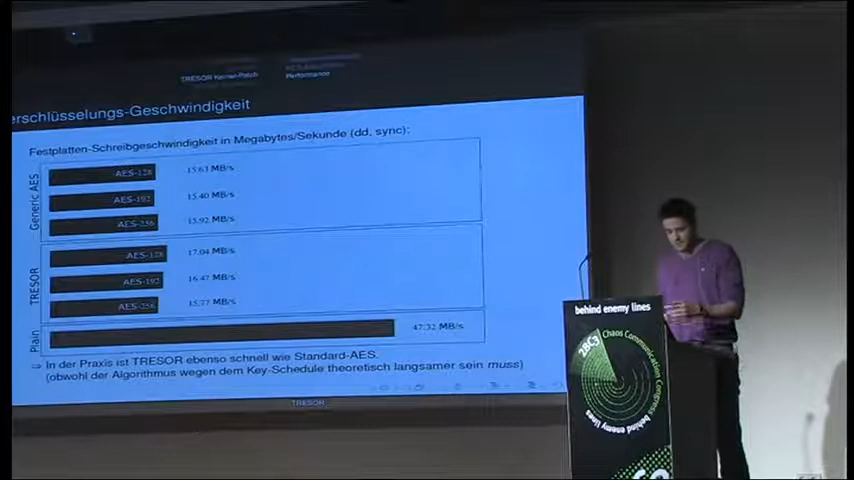 TRESOR Kernel-Patch
Performance
erschlüsselungs-Geschwindigkeit
Festplatten-Schreibgeschwindigkeit in Megabytes/Sekunde (dd, sync):
Generic AES
AES-128 15.63 MB/s
AES-192 15.40 MB/s
AES-256 15.92 MB/s
TRESOR
AES-128 17.04 MB/s
AES-192 16.47 MB/s
AES-256 15.77 MB/s
Plain
47.32 MB/s
⇒ In der Praxis ist TRESOR ebenso schnell wie Standard-AES.
(obwohl der Algorithmus wegen dem Key-Schedule theoretisch langsamer sein muss)
TRESOR
behind enemy lines
28C3
Chaos Communication Congress
behind enemy lines